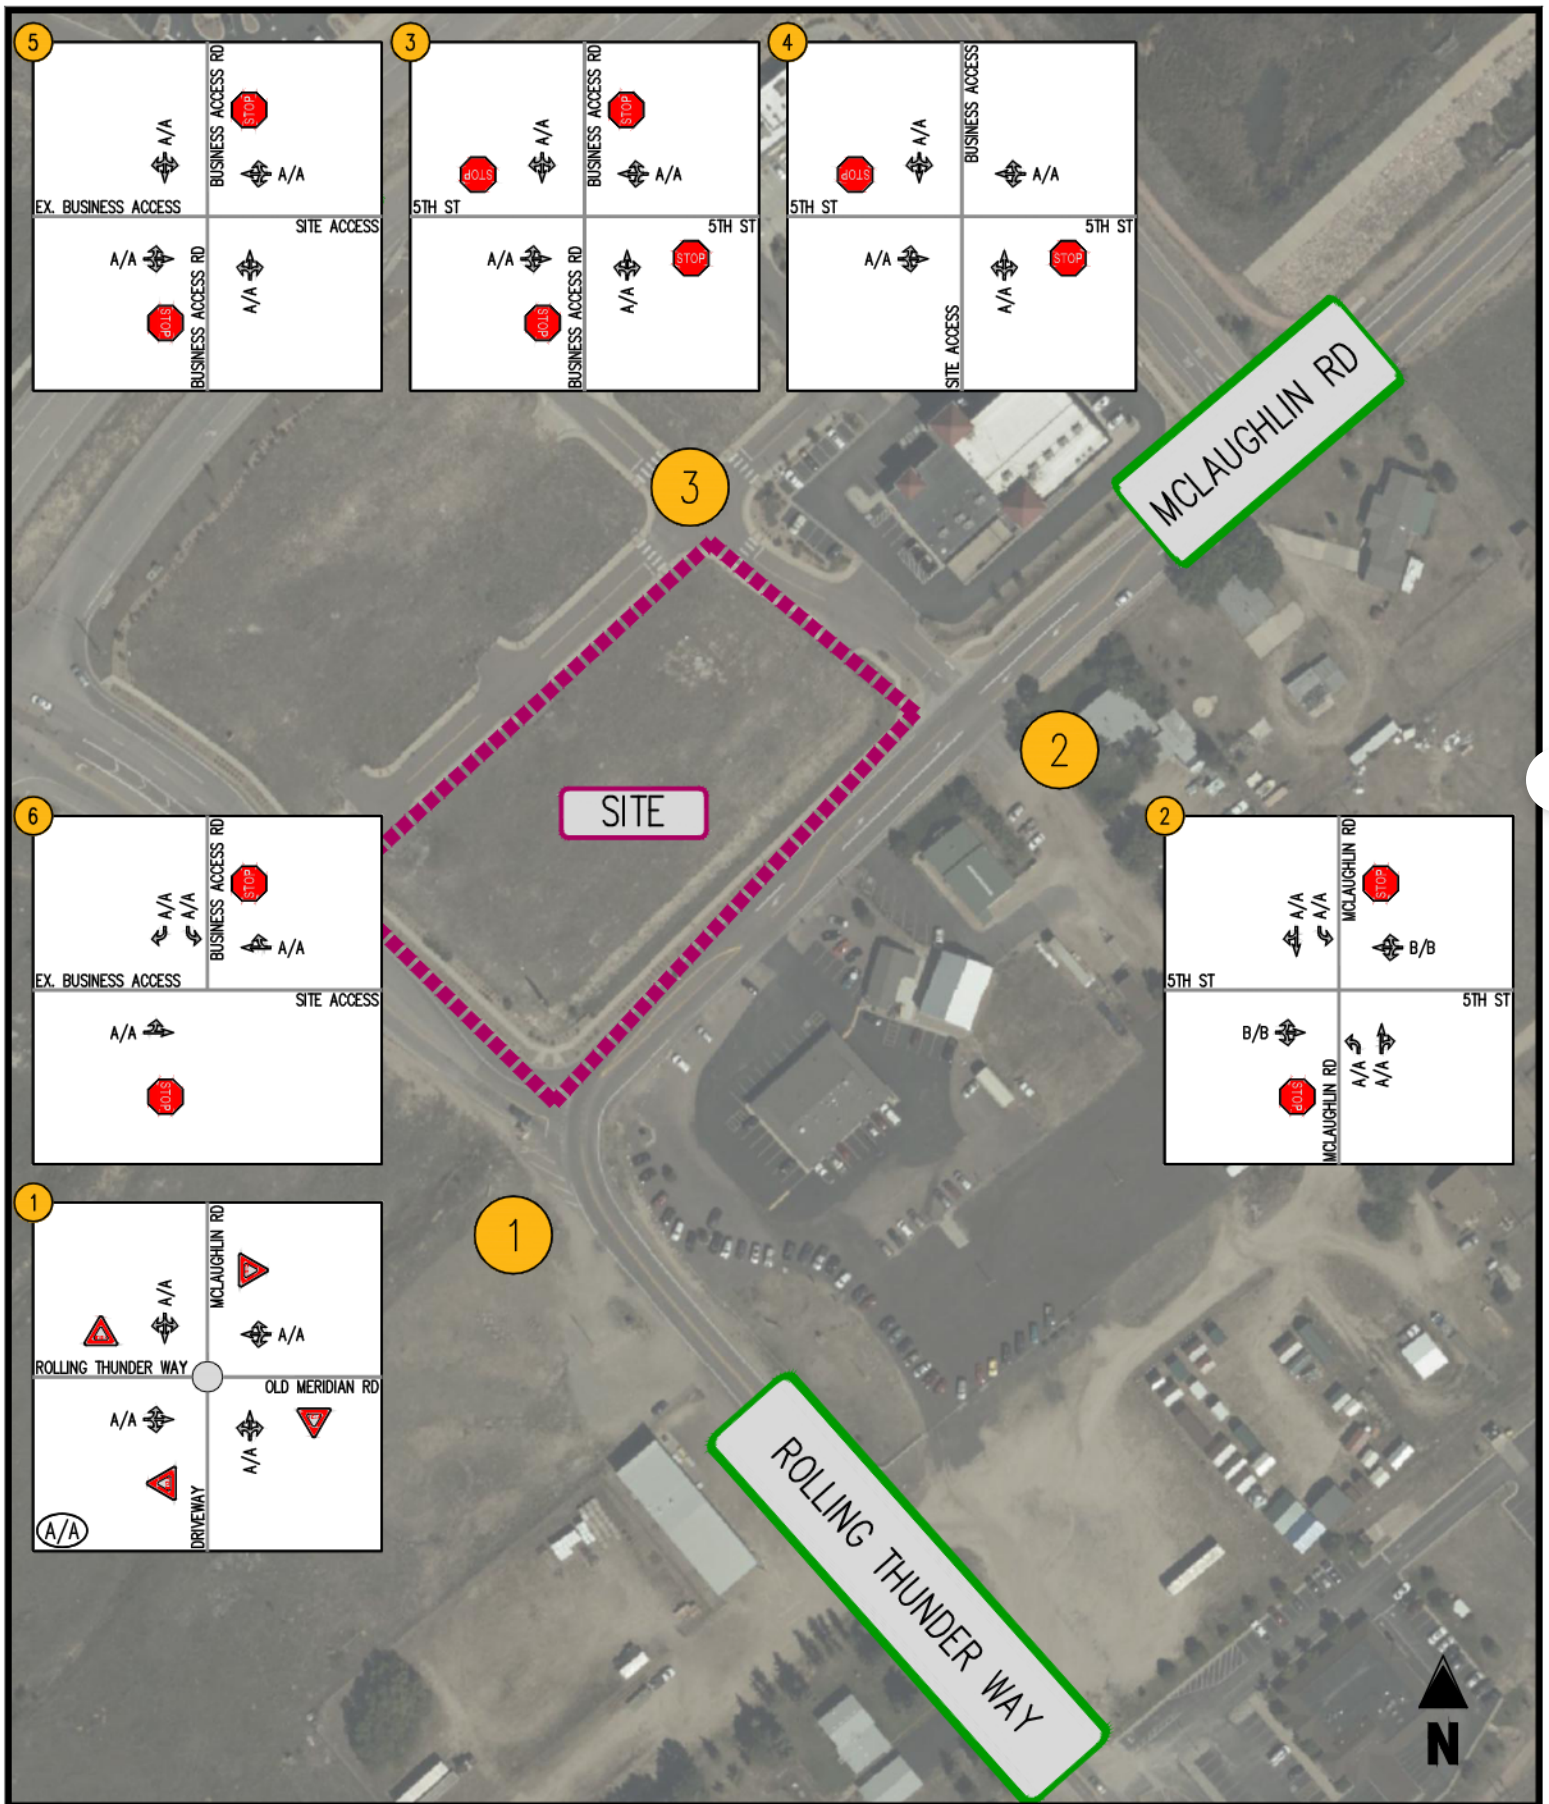 5
BUSINESS ACCESS RD
STOP
A/A
A/A
EX. BUSINESS ACCESS
SITE ACCESS
A/A
A/A
STOP
BUSINESS ACCESS RD
3
BUSINESS ACCESS RD
STOP
STOP
A/A
A/A
5TH ST
5TH ST
A/A
A/A
STOP
STOP
BUSINESS ACCESS RD
4
BUSINESS ACCESS
STOP
A/A
A/A
5TH ST
5TH ST
A/A
A/A
STOP
SITE ACCESS
MCLAUGHLIN RD
3
2
SITE
6
BUSINESS ACCESS RD
STOP
A/A
A/A
A/A
EX. BUSINESS ACCESS
SITE ACCESS
A/A
STOP
2
MCLAUGHLIN RD
STOP
A/A
A/A
B/B
5TH ST
5TH ST
B/B
A/A
A/A
STOP
MCLAUGHLIN RD
1
MCLAUGHLIN RD
A/A
A/A
ROLLING THUNDER WAY
OLD MERIDIAN RD
A/A
A/A
DRIVEWAY
A/A
1
ROLLING THUNDER WAY
N